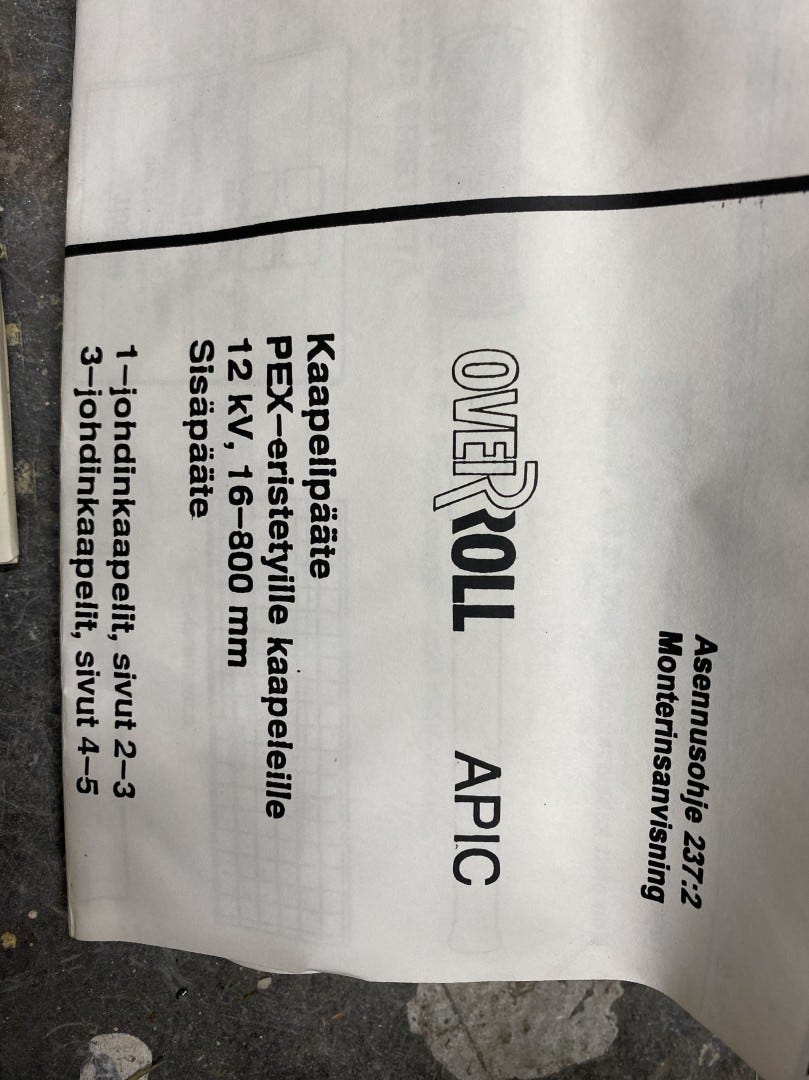 Asennusohje 237:2
Monterinsanvisning
OVERROLL APIC
Kaapelipääte
PEX-eristetyille kaapeleille
12 kV, 16-800 mm
Sisäpääte
1-johdinkaapelit, sivut 2-3
3-johdinkaapelit, sivut 4-5